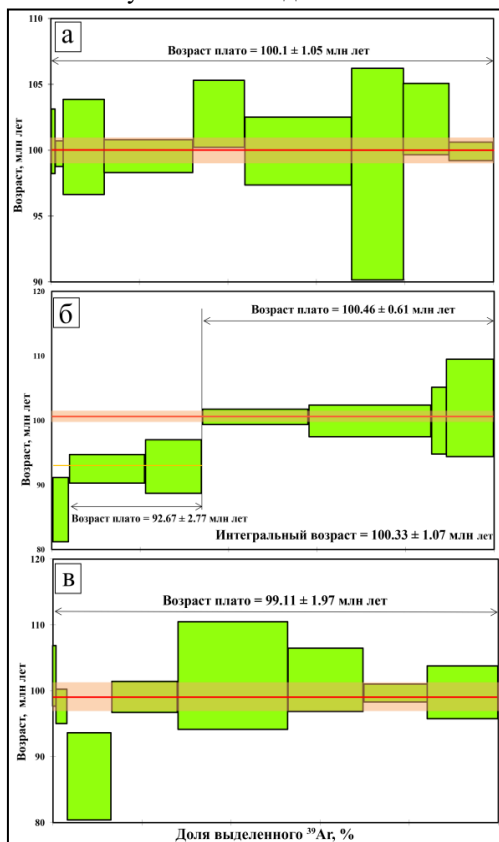 а
Возраст плато = 100.1 ± 1.05 млн лет
Возраст, млн лет
110
105
100
95
90
б
Возраст плато = 100.46 ± 0.61 млн лет
Возраст, млн лет
120
110
100
90
80
Возраст плато = 92.67 ± 2.77 млн лет
Интегральный возраст = 100.33 ± 1.07 млн лет
в
Возраст плато = 99.11 ± 1.97 млн лет
Возраст, млн лет
120
110
100
90
80
Доля выделенного ³⁹Ar, %